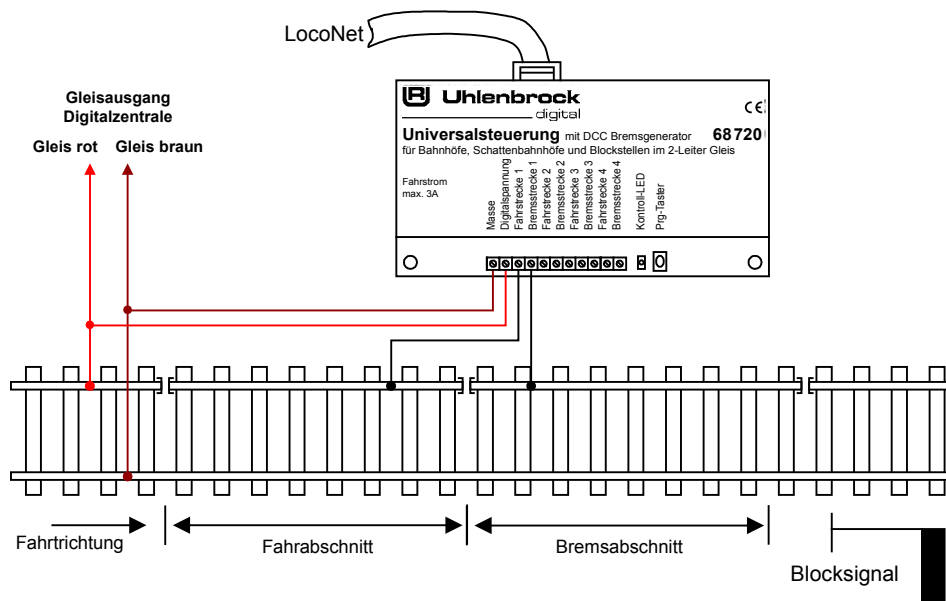 LocoNet
Uhlenbrock
digital
CE
Universalsteuerung mit DCC Bremsgenerator 68 720
für Bahnhöfe, Schattenbahnhöfe und Blockstellen im 2-Leiter Gleis
Fahrstrom
max. 3A
Masse
Digitalspannung
Fahrstrecke 1
Bremsstrecke 1
Fahrstrecke 2
Bremsstrecke 2
Fahrstrecke 3
Bremsstrecke 3
Fahrstrecke 4
Bremsstrecke 4
Kontroll-LED
Prg-Taster
Gleisausgang
Digitalzentrale
Gleis rot Gleis braun
Fahrtrichtung
Fahrabschnitt
Bremsabschnitt
Blocksignal